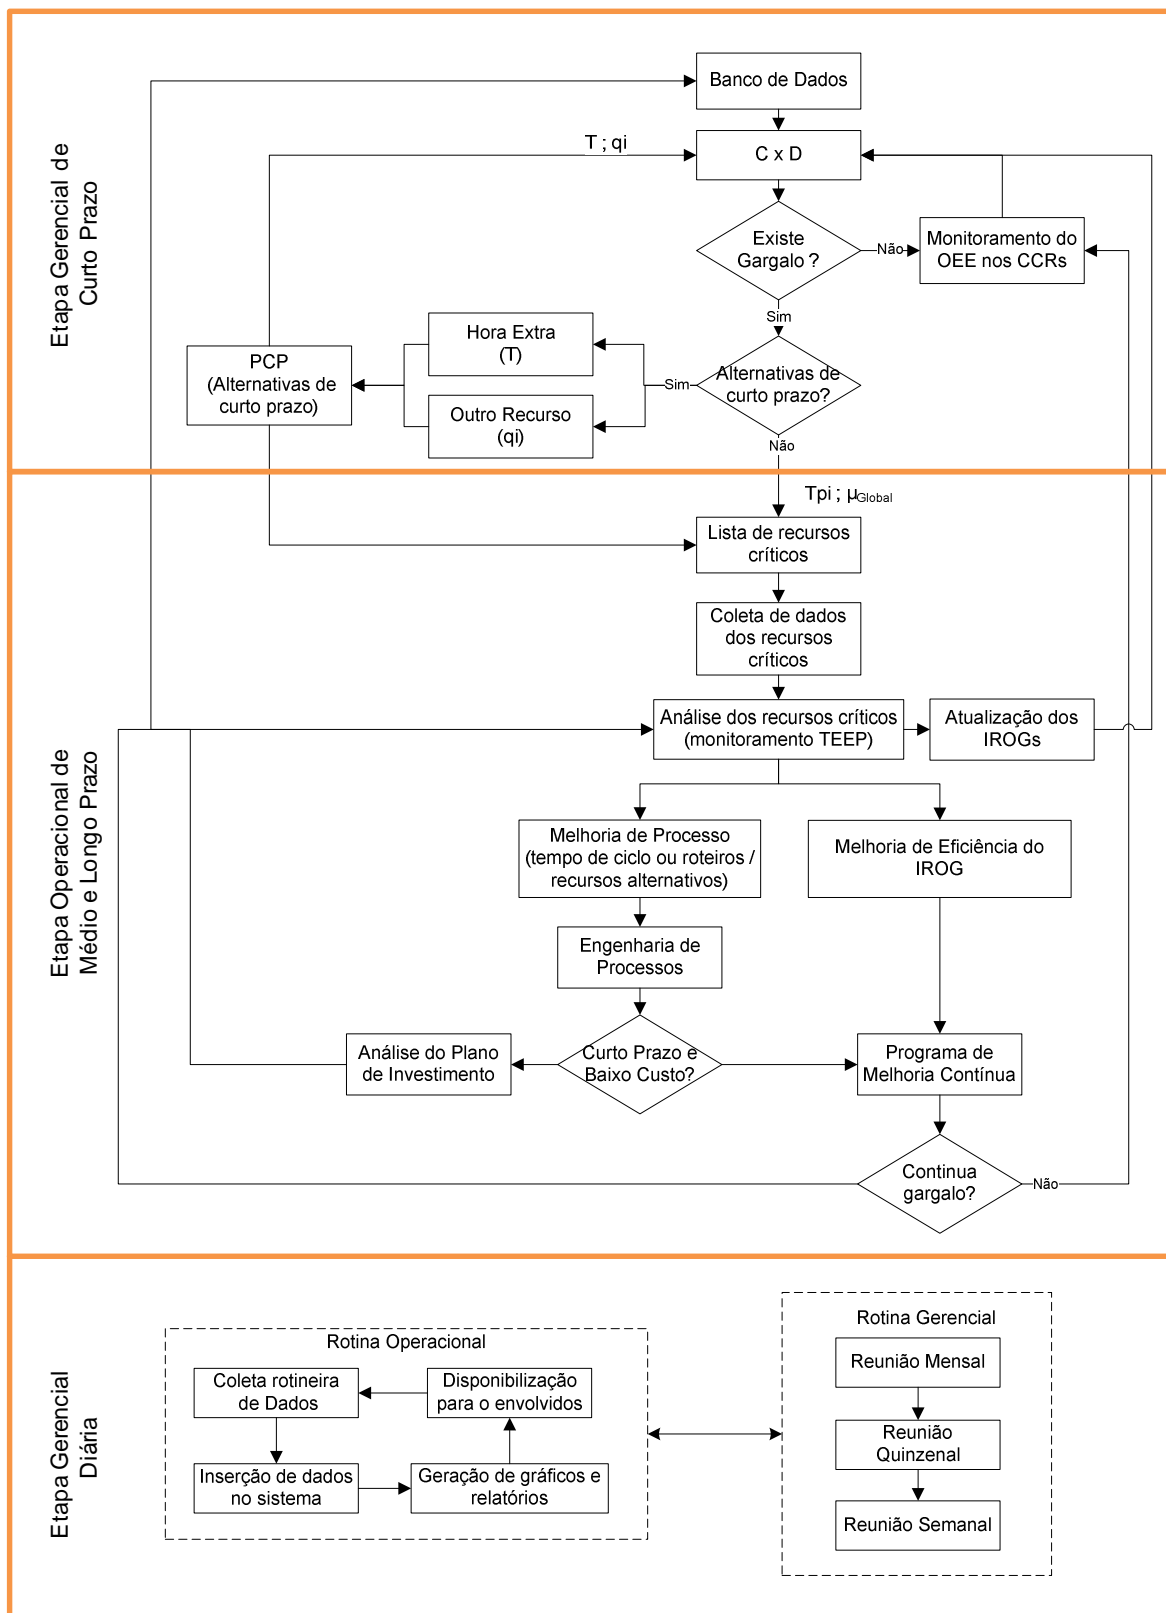 Etapa Gerencial de
Curto Prazo
Banco de Dados
T ; qi
C x D
Existe
Gargalo ?
Não
Monitoramento do
OEE nos CCRs
Sim
Hora Extra
(T)
PCP
(Alternativas de
curto prazo)
Sim
Alternativas de
curto prazo?
Outro Recurso
(qi)
Não
Etapa Operacional de
Médio e Longo Prazo
Tpi ; µGlobal
Lista de recursos
críticos
Coleta de dados
dos recursos
críticos
Análise dos recursos críticos
(monitoramento TEEP)
Atualização dos
IROGs
Melhoria de Processo
(tempo de ciclo ou roteiros /
recursos alternativos)
Melhoria de Eficiência do
IROG
Engenharia de
Processos
Análise do Plano
de Investimento
Curto Prazo e
Baixo Custo?
Programa de
Melhoria Contínua
Continua
gargalo?
Não
Etapa Gerencial
Diária
Rotina Operacional
Coleta rotineira
de Dados
Disponibilização
para o envolvidos
Inserção de dados
no sistema
Geração de gráficos e
relatórios
Rotina Gerencial
Reunião Mensal
Reunião
Quinzenal
Reunião Semanal